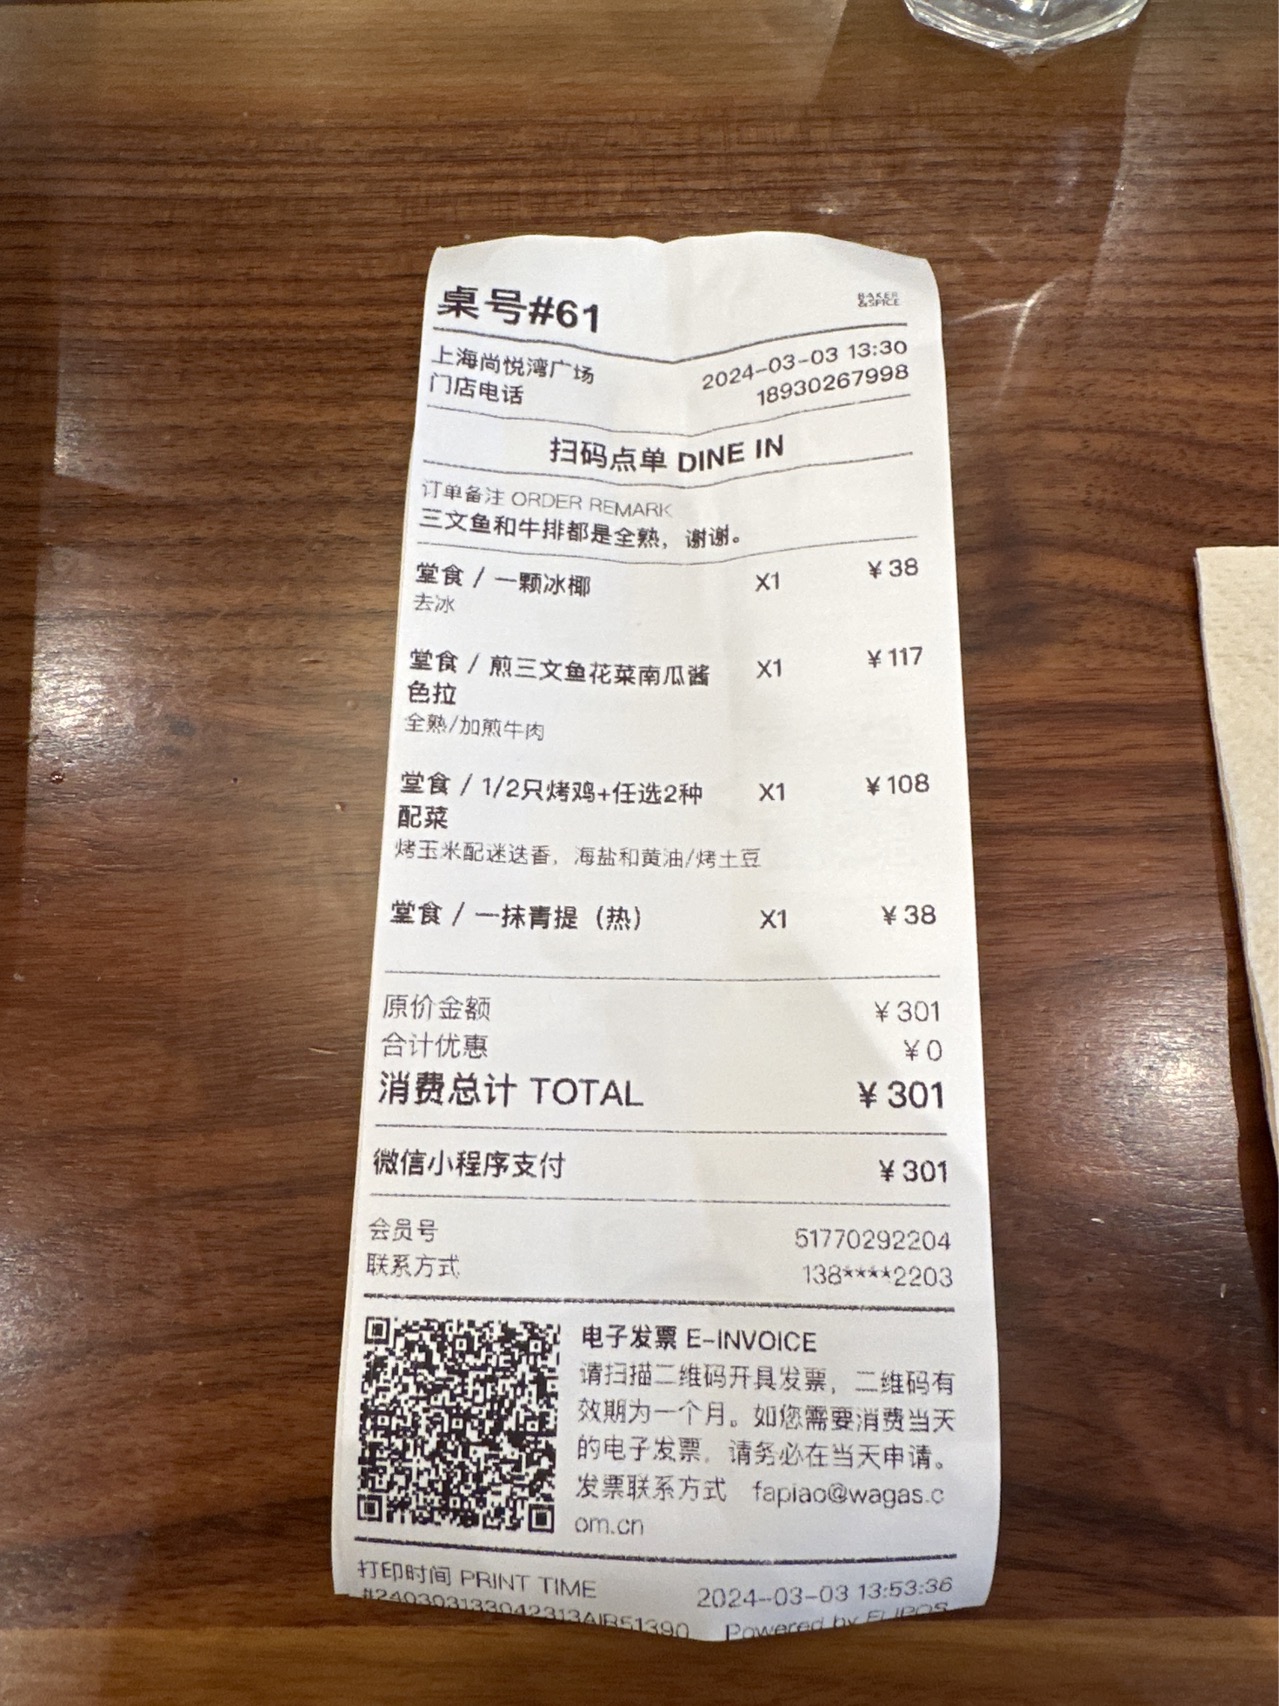 桌号#61
BAKER
&SPICE
上海尚悦湾广场 2024-03-03 13:30
门店电话 18930267998
扫码点单 DINE IN
订单备注 ORDER REMARK
三文鱼和牛排都是全熟，谢谢。
堂食 / 一颗冰椰 X1 ¥38
去冰
堂食 / 煎三文鱼花菜南瓜酱 X1 ¥117
色拉
全熟/加煎牛肉
堂食 / 1/2只烤鸡+任选2种 X1 ¥108
配菜
烤玉米配迷迭香，海盐和黄油/烤土豆
堂食 / 一抹青提（热） X1 ¥38
原价金额 ¥301
合计优惠 ¥0
消费总计 TOTAL ¥301
微信小程序支付 ¥301
会员号 51770292204
联系方式 138****2203
电子发票 E-INVOICE
请扫描二维码开具发票，二维码有
效期为一个月。如您需要消费当天
的电子发票，请务必在当天申请。
发票联系方式 fapiao@wagas.c
om.cn
打印时间 PRINT TIME 2024-03-03 13:53:36
Powered by